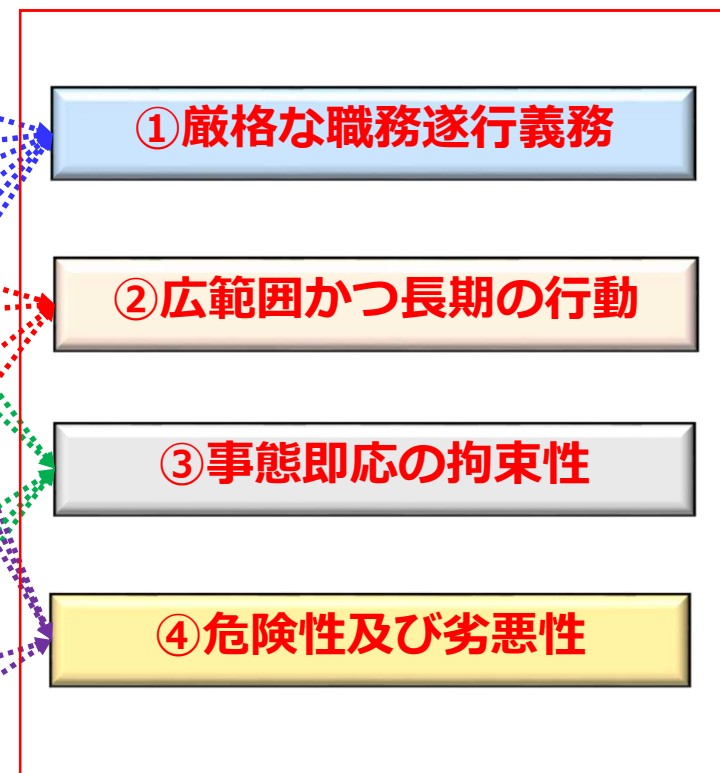 ①厳格な職務遂行義務
②広範囲かつ長期の行動
③事態即応の拘束性
④危険性及び劣悪性